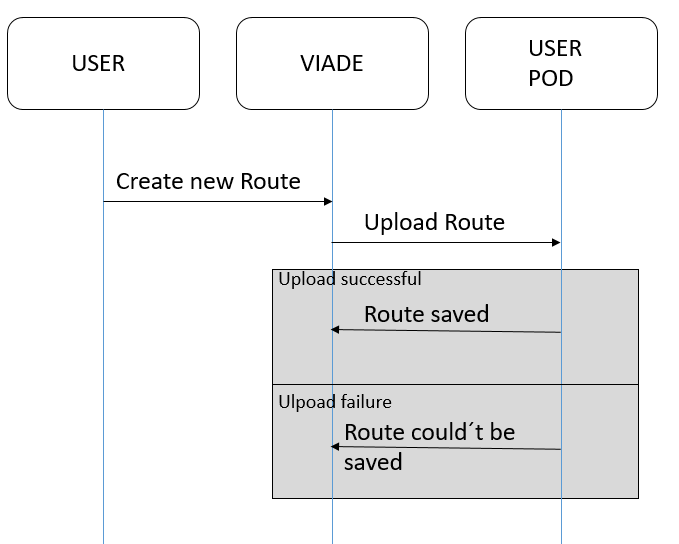 USER
VIADE
USER
POD
Create new Route
Upload Route
Upload successful
Route saved
Ulpoad failure
Route could´t be
saved